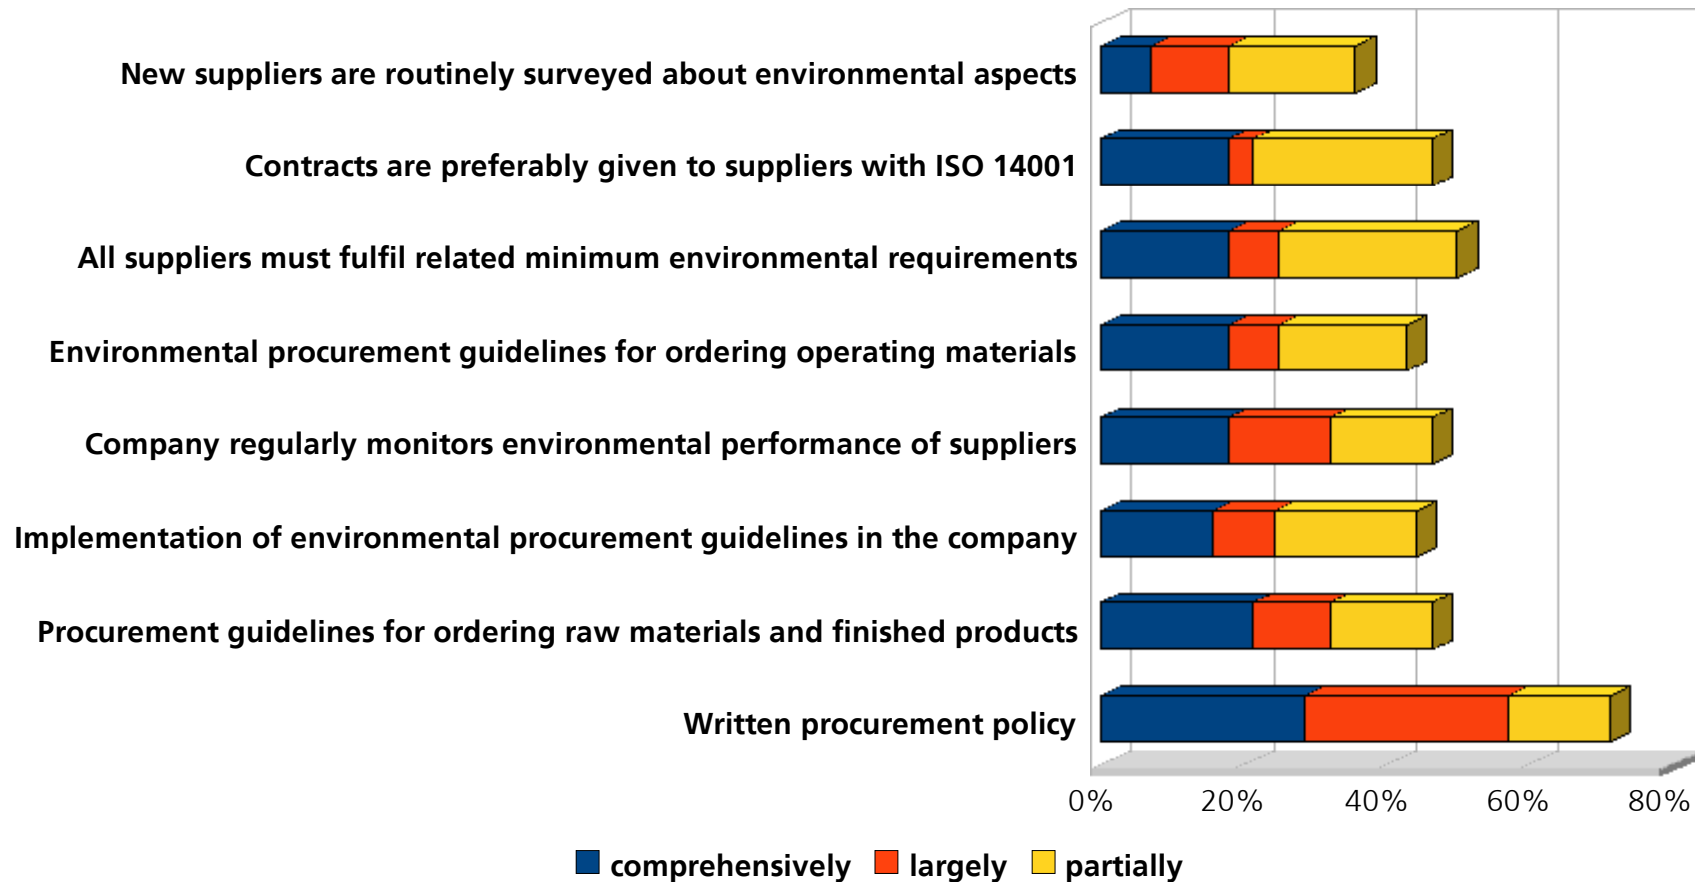 New suppliers are routinely surveyed about environmental aspects
Contracts are preferably given to suppliers with ISO 14001
All suppliers must fulfil related minimum environmental requirements
Environmental procurement guidelines for ordering operating materials
Company regularly monitors environmental performance of suppliers
Implementation of environmental procurement guidelines in the company
Procurement guidelines for ordering raw materials and finished products
Written procurement policy
0% 20% 40% 60% 80%
comprehensively largely partially